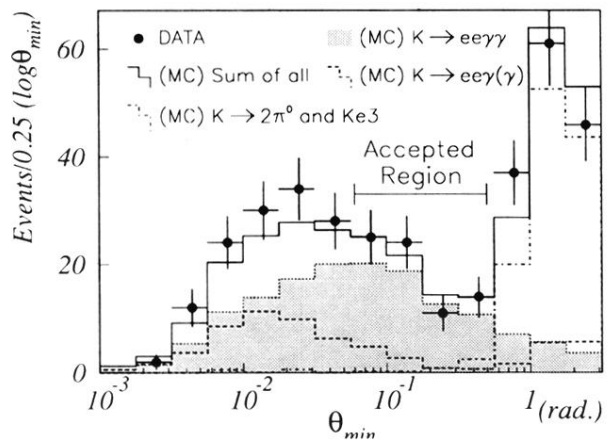 60
40
20
0
Events/0.25 (logθmin)
DATA
(MC) K→eeγγ
(MC) Sum of all
(MC) K→eeγ(γ)
(MC) K→2π⁰ and Ke3
Accepted
Region
10⁻³
10⁻²
10⁻¹
1
(rad.)
θmin